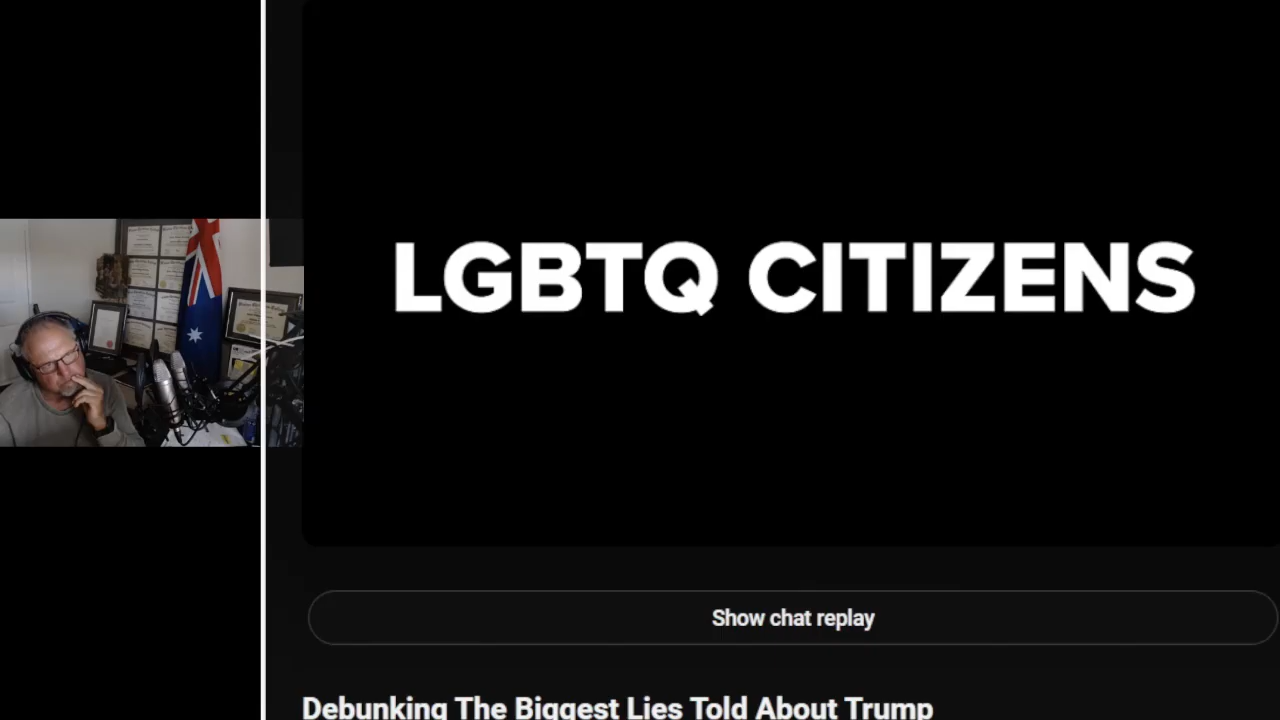 LGBTQ CITIZENS
Show chat replay
Debunking The Biggest Lies Told About Trump